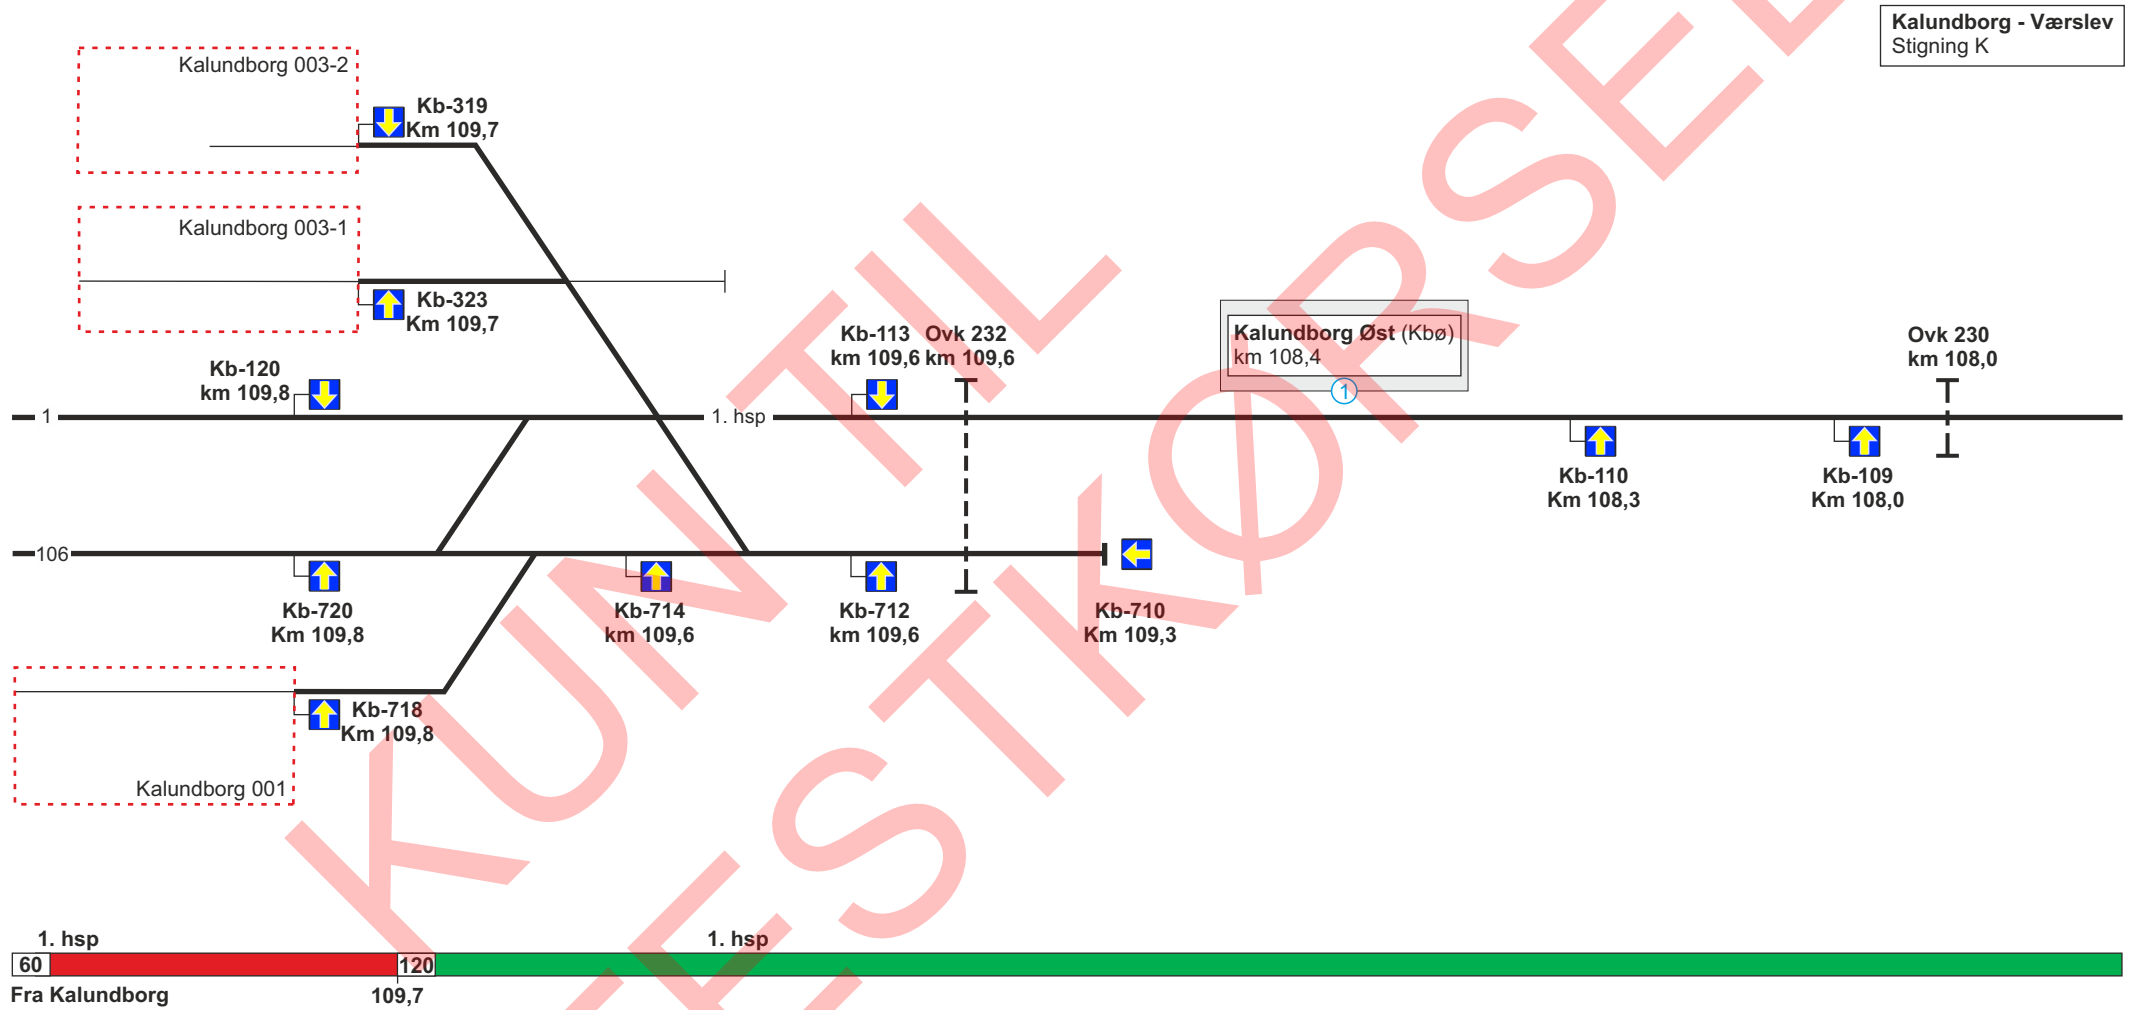 Kalundborg - Værslev
Stigning K
Kalundborg 003-2
Kb-319
Km 109,7
Kalundborg 003-1
Kb-323
Km 109,7
Kb-120
km 109,8
Kb-113
km 109,6
Ovk 232
km 109,6
Kalundborg Øst (Kbø)
km 108,4
1
Ovk 230
km 108,0
1
1. hsp
Kb-110
Km 108,3
Kb-109
Km 108,0
106
Kb-720
Km 109,8
Kb-714
km 109,6
Kb-712
km 109,6
Kb-710
Km 109,3
Kb-718
Km 109,8
Kalundborg 001
1. hsp
1. hsp
60
120
Fra Kalundborg
109,7
KUN TIL